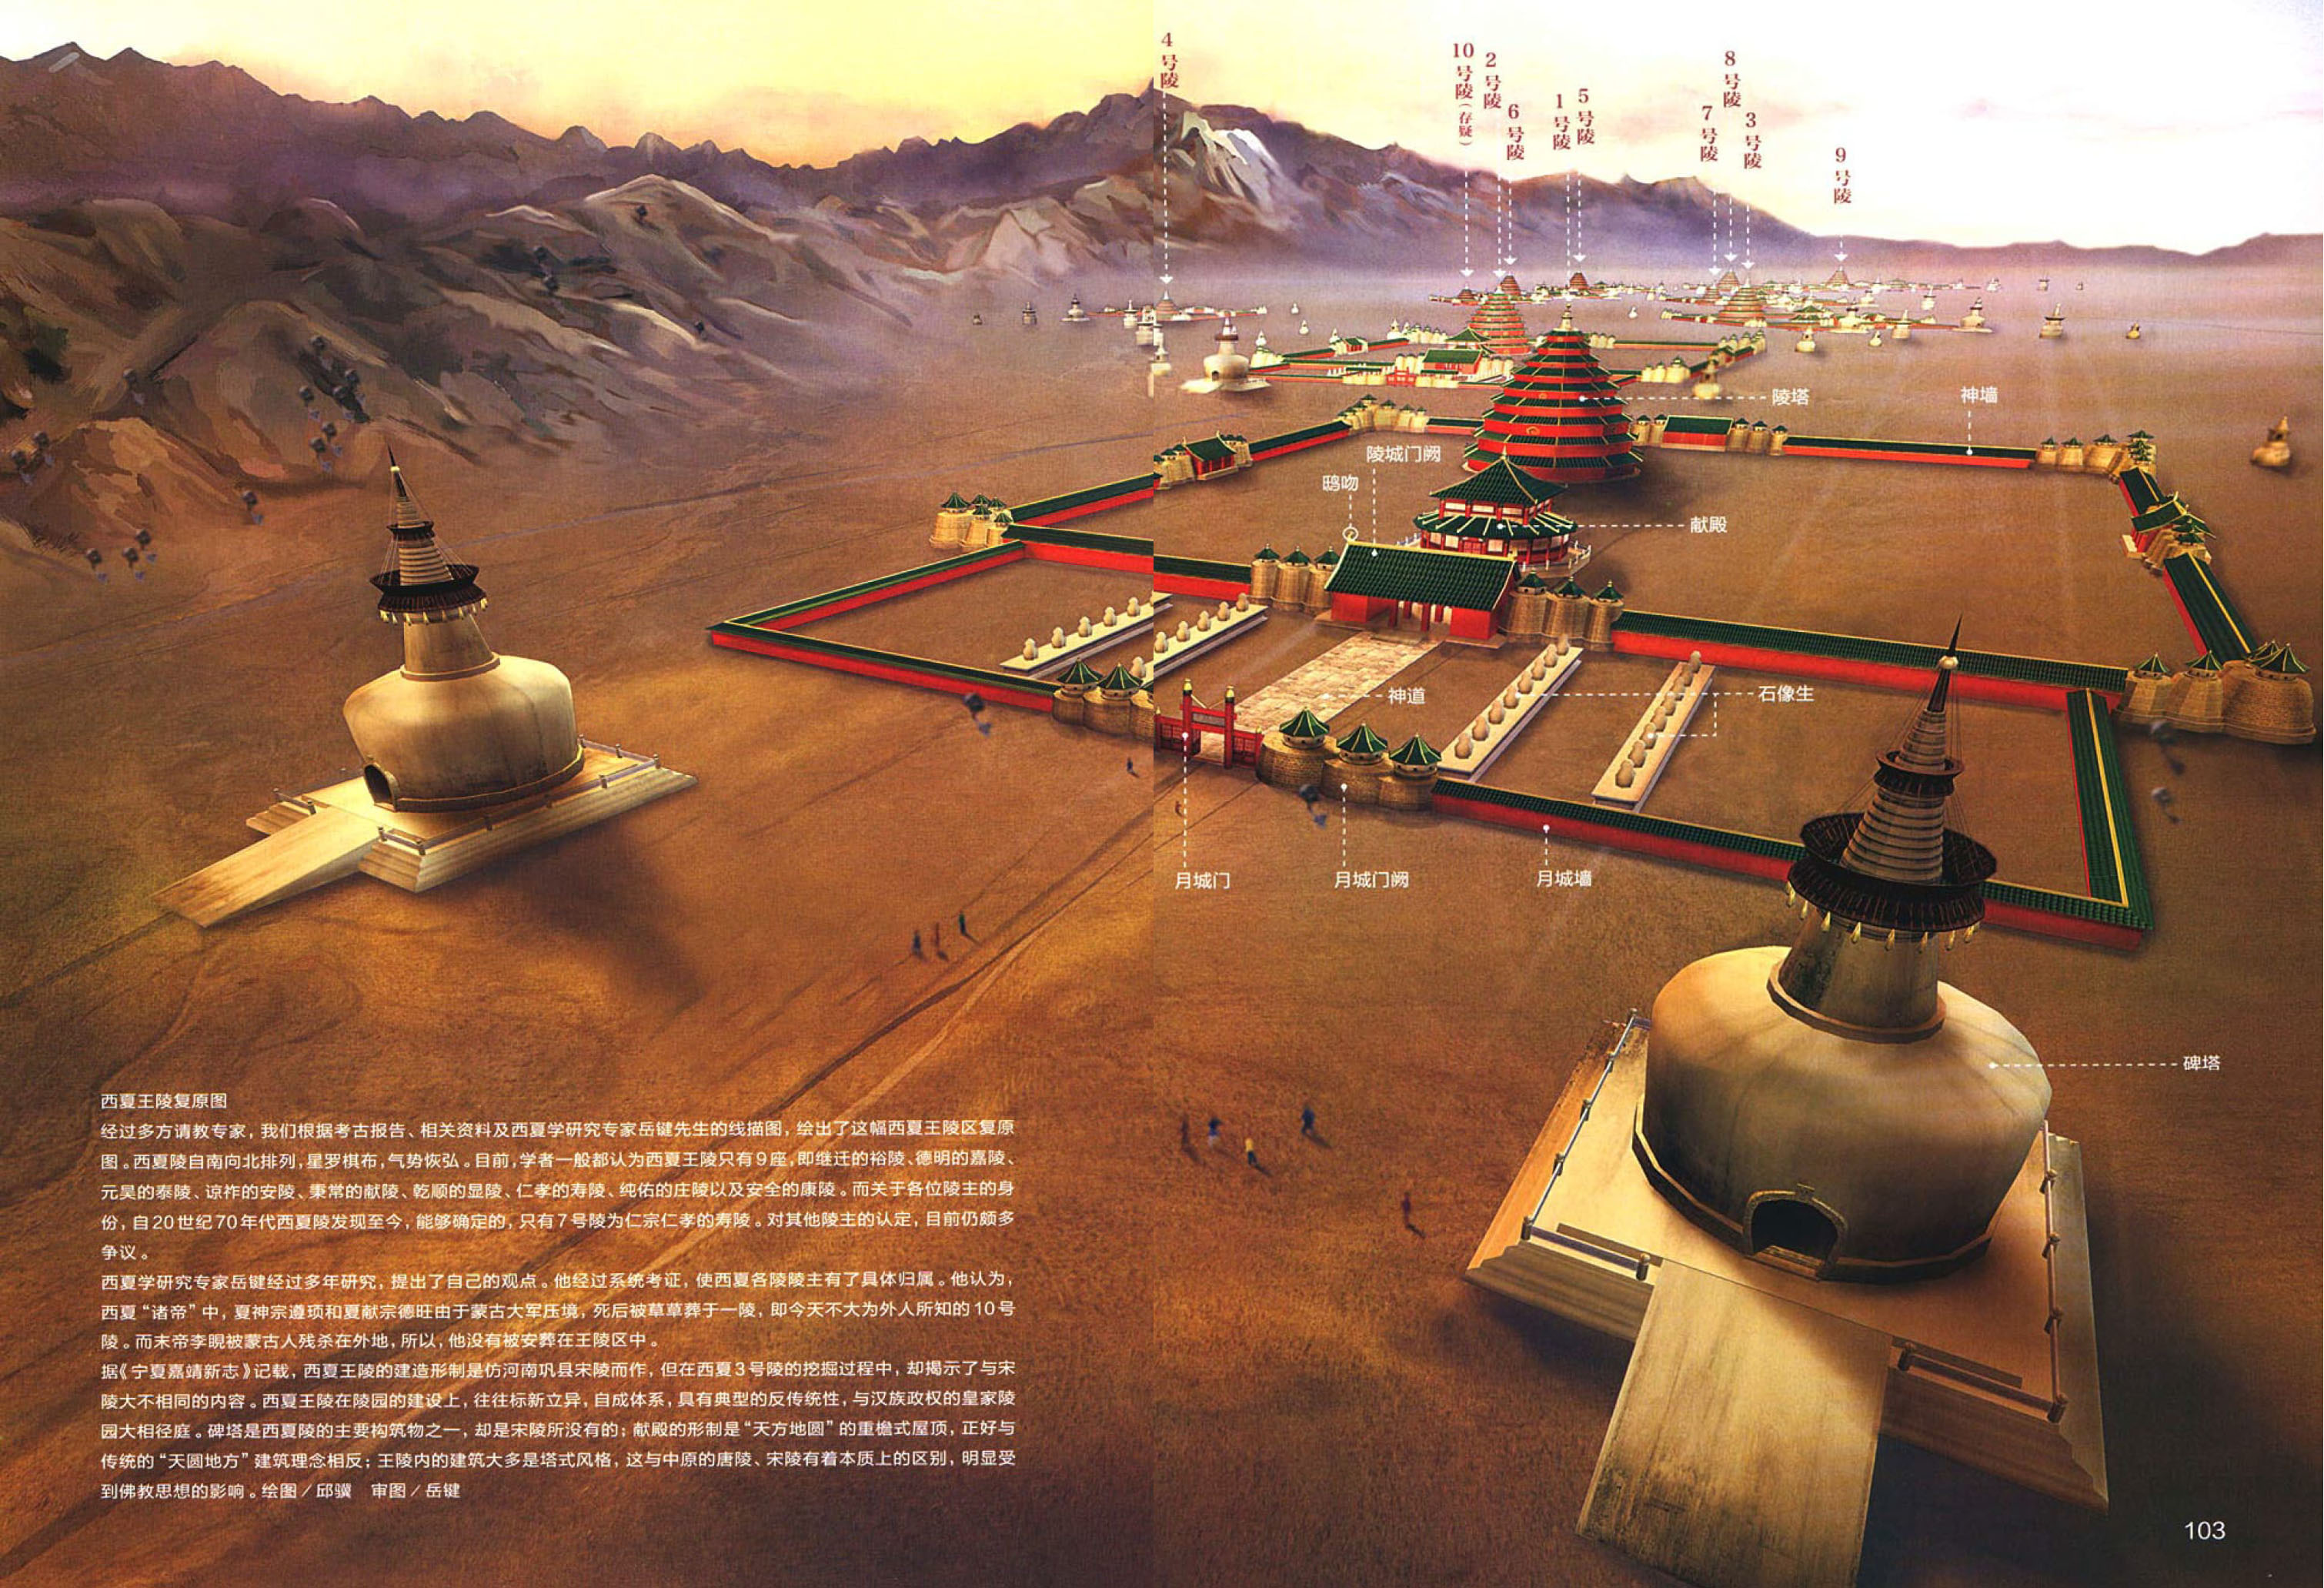 4号陵
10号陵（存疑）
2号陵
6号陵
1号陵
5号陵
7号陵
8号陵
3号陵
9号陵
陵塔
神墙
陵城门阙
鸱吻
献殿
神道
石像生
月城门
月城门阙
月城墙
碑塔
西夏王陵复原图
经过多方请教专家，我们根据考古报告、相关资料及西夏学研究专家岳键先生的线描图，绘出了这幅西夏王陵区复原
图。西夏陵自南向北排列，星罗棋布，气势恢弘。目前，学者一般都认为西夏王陵只有9座，即继迁的裕陵、德明的嘉陵、
元昊的泰陵、谅祚的安陵、秉常的献陵、乾顺的显陵、仁孝的寿陵、纯佑的庄陵以及安全的康陵。而关于各位陵主的身
份，自20世纪70年代西夏陵发现至今，能够确定的，只有7号陵为仁宗仁孝的寿陵。对其他陵主的认定，目前仍颇多
争议。
西夏学研究专家岳键经过多年研究，提出了自己的观点。他经过系统考证，使西夏各陵陵主有了具体归属。他认为，
西夏“诸帝”中，夏神宗遵顼和夏献宗德旺由于蒙古大军压境，死后被草草葬于一陵，即今天不大为外人所知的10号
陵。而末帝李睍被蒙古人残杀在外地，所以，他没有被安葬在王陵区中。
据《宁夏嘉靖新志》记载，西夏王陵的建造形制是仿河南巩县宋陵而作，但在西夏3号陵的挖掘过程中，却揭示了与宋
陵大不相同的内容。西夏王陵在陵园的建设上，往往标新立异，自成体系，具有典型的反传统性，与汉族政权的皇家陵
园大相径庭。碑塔是西夏陵的主要构筑物之一，却是宋陵所没有的；献殿的形制是“天方地圆”的重檐式屋顶，正好与
传统的“天圆地方”建筑理念相反；王陵内的建筑大多是塔式风格，这与中原的唐陵、宋陵有着本质上的区别，明显受
到佛教思想的影响。绘图／邱骥 审图／岳键
103